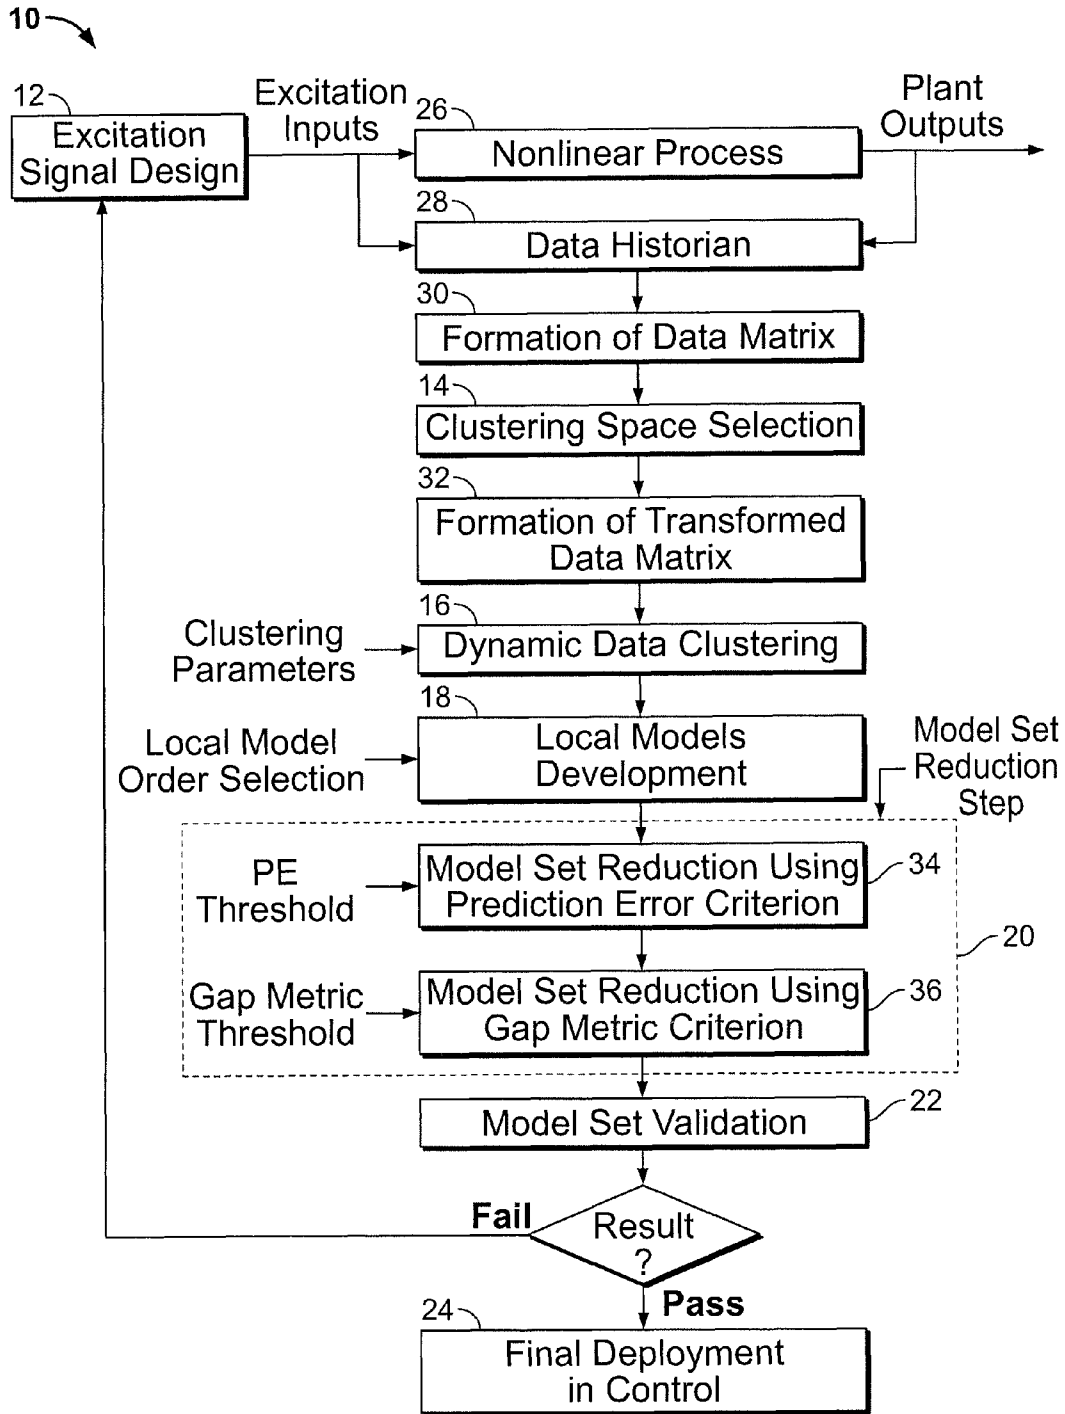 10
12
Excitation
Signal Design
Excitation
Inputs
26
Nonlinear Process
Plant
Outputs
28
Data Historian
30
Formation of Data Matrix
14
Clustering Space Selection
32
Formation of Transformed
Data Matrix
Clustering
Parameters
16
Dynamic Data Clustering
Local Model
Order Selection
18
Local Models
Development
Model Set
Reduction
Step
PE
Threshold
Model Set Reduction Using
Prediction Error Criterion
34
20
Gap Metric
Threshold
Model Set Reduction Using
Gap Metric Criterion
36
Model Set Validation
22
Fail
Result
?
Pass
24
Final Deployment
in Control